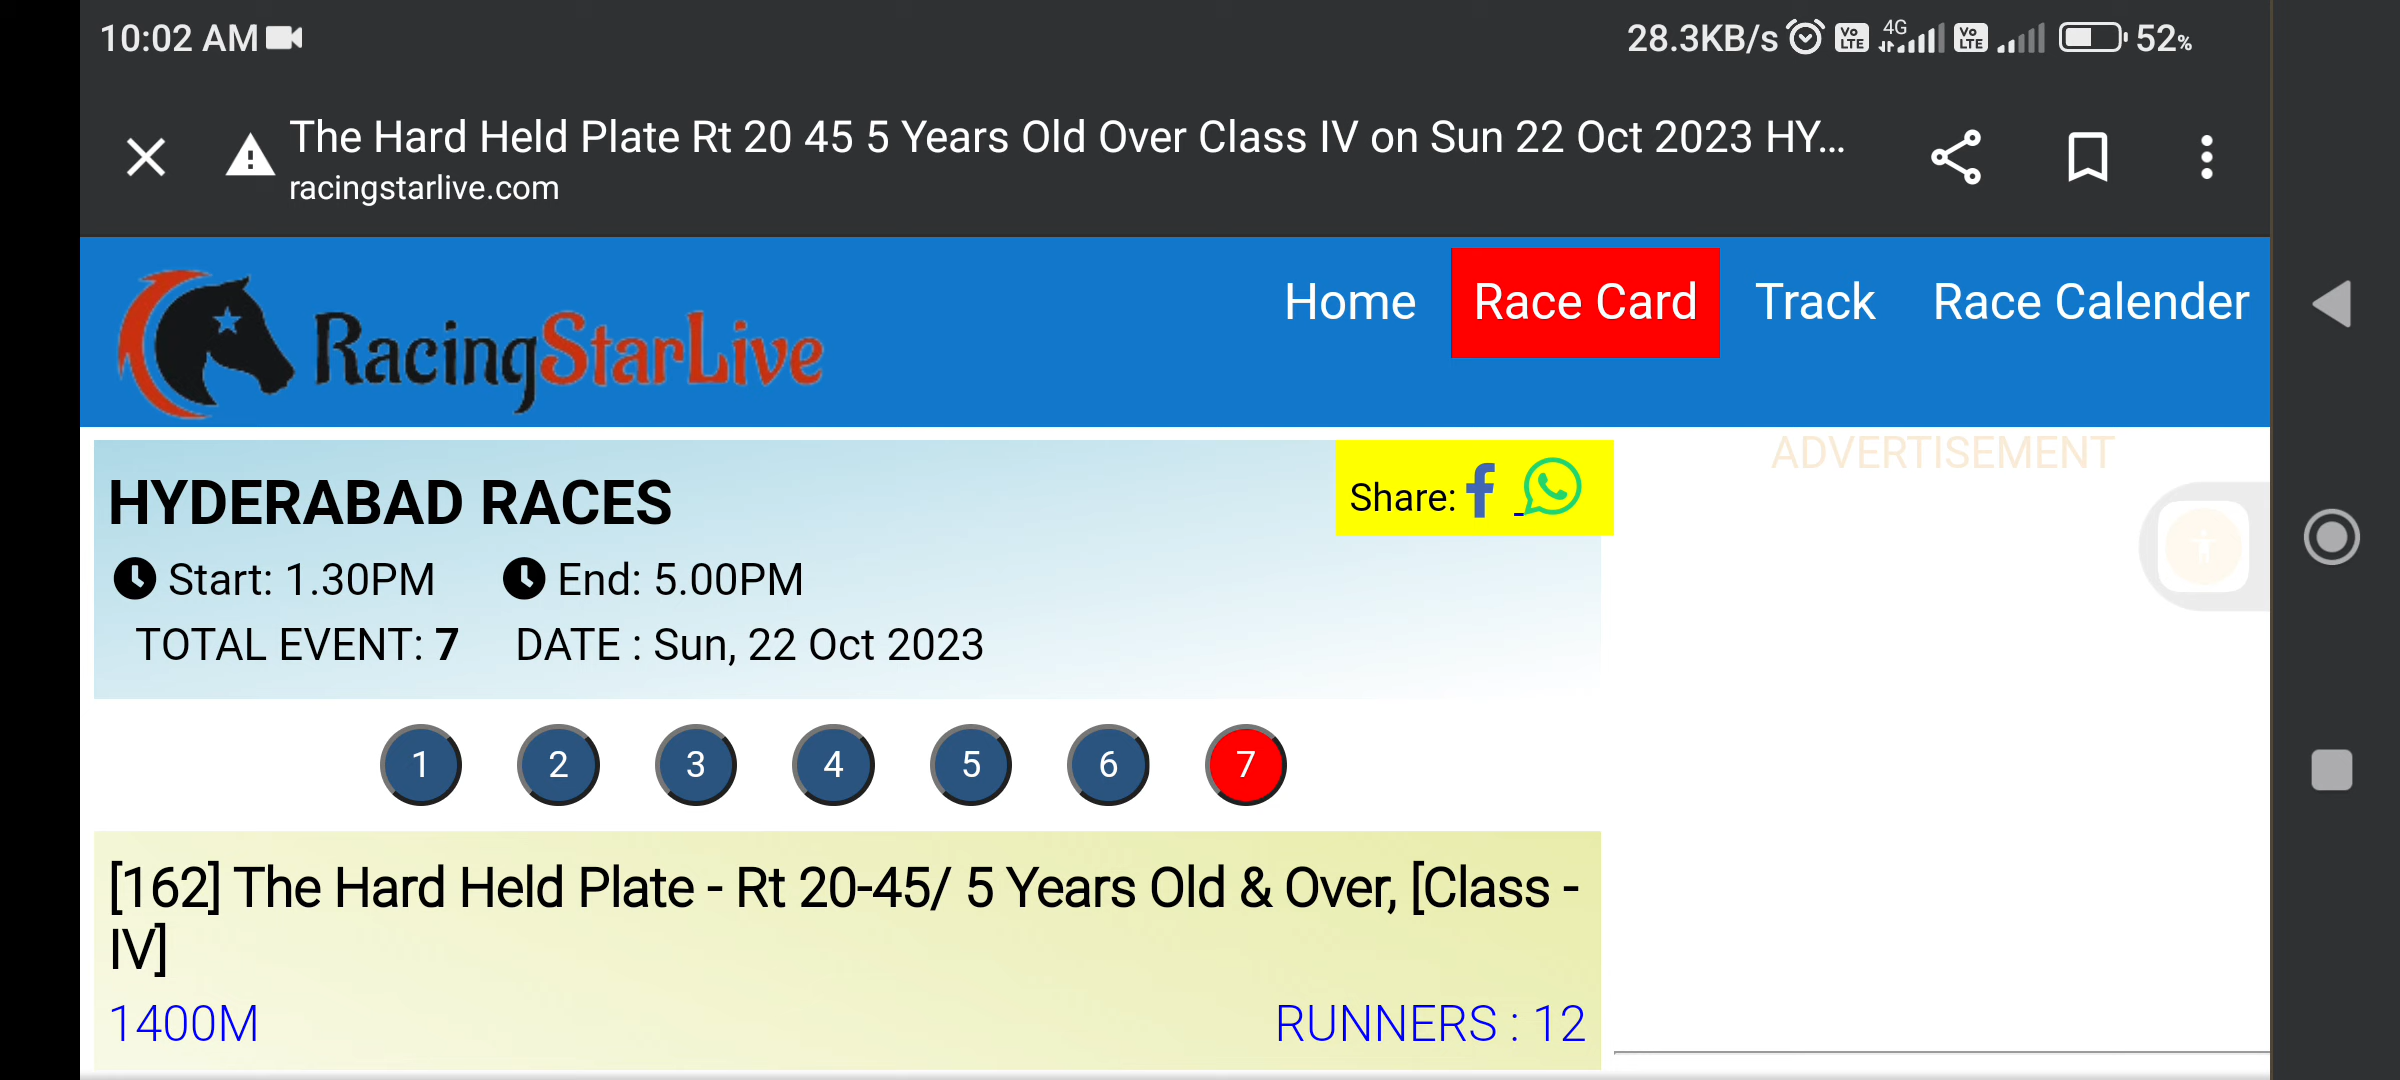 10:02 AM
28.3KB/s Vo LTE 4G Vo LTE 52%
The Hard Held Plate Rt 20 45 5 Years Old Over Class IV on Sun 22 Oct 2023 HY...
racingstarlive.com
RacingStarLive
Home Race Card Track Race Calender
HYDERABAD RACES
Share:
ADVERTISEMENT
Start: 1.30PM End: 5.00PM
TOTAL EVENT: 7 DATE : Sun, 22 Oct 2023
1 2 3 4 5 6 7
[162] The Hard Held Plate - Rt 20-45/ 5 Years Old & Over, [Class -
IV]
1400M RUNNERS : 12